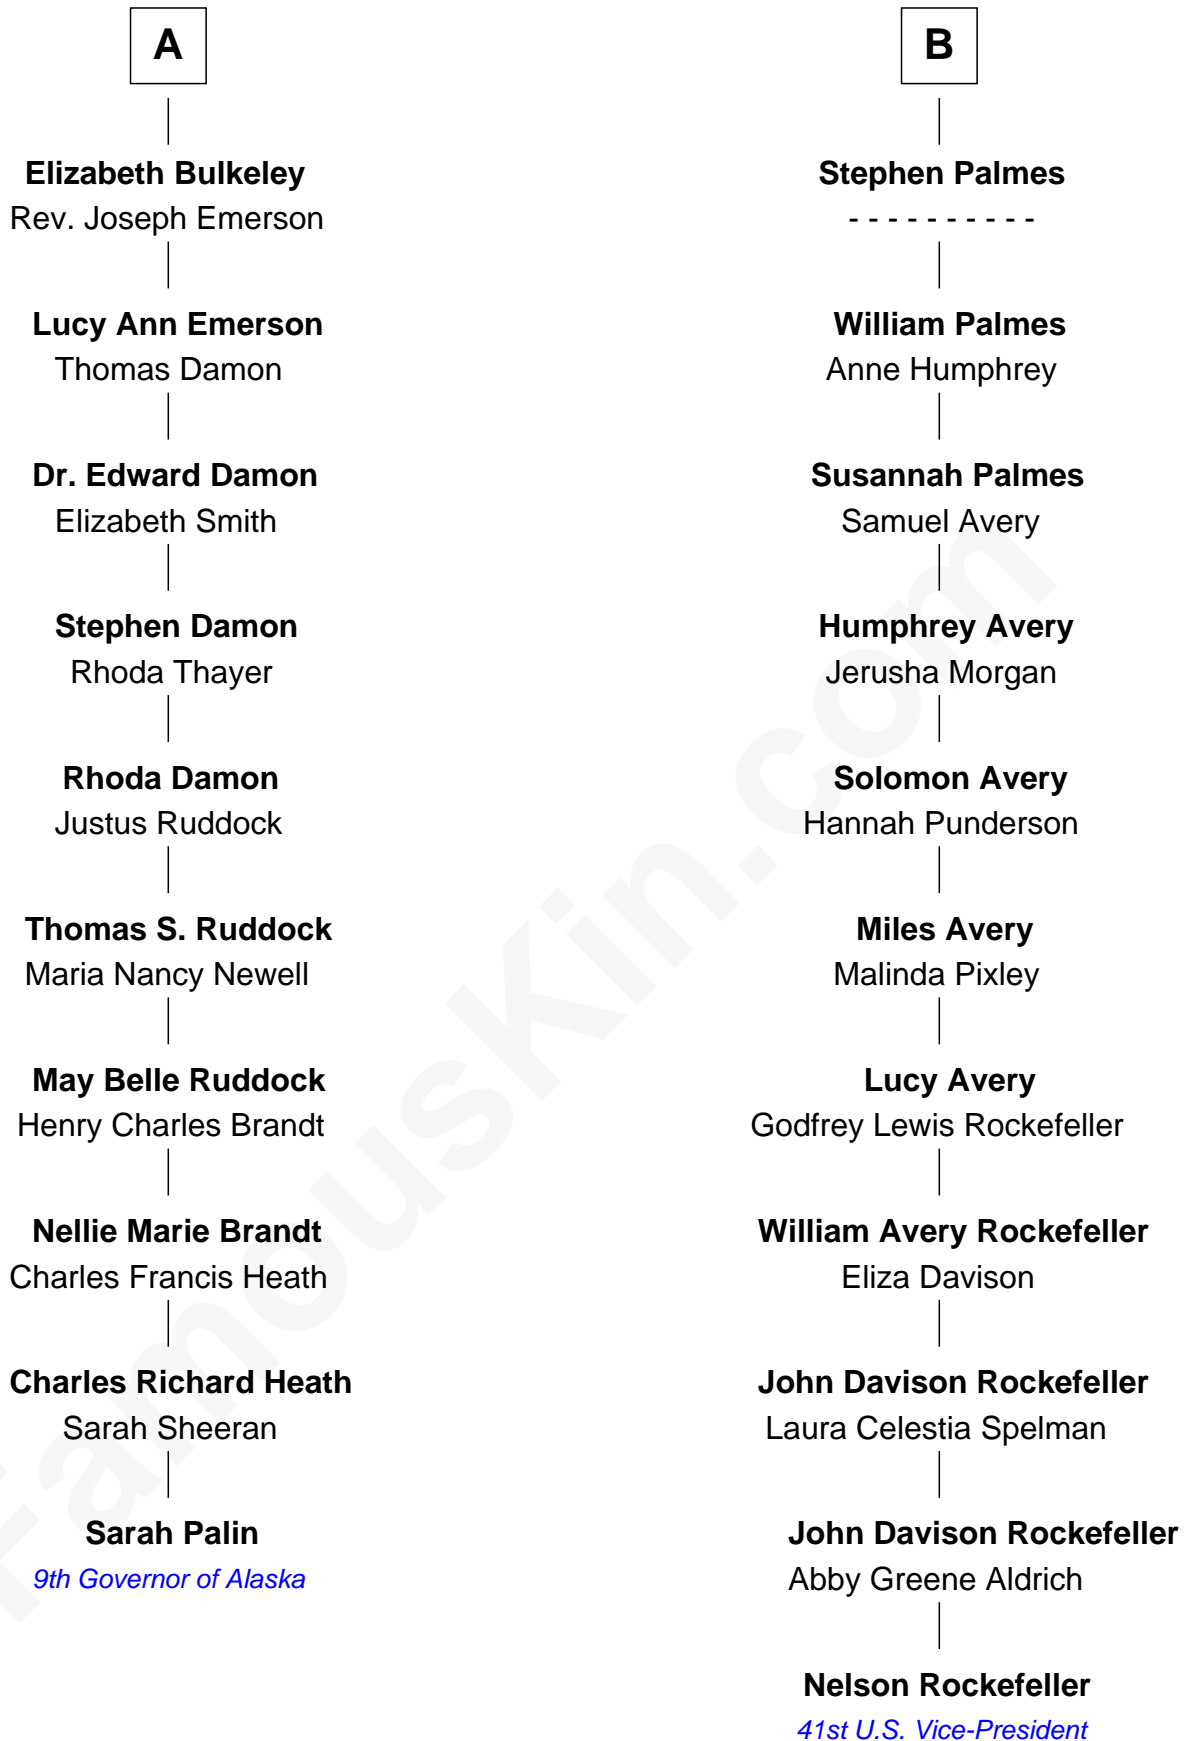 A
Elizabeth Bulkeley
Rev. Joseph Emerson
Lucy Ann Emerson
Thomas Damon
Dr. Edward Damon
Elizabeth Smith
Stephen Damon
Rhoda Thayer
Rhoda Damon
Justus Ruddock
Thomas S. Ruddock
Maria Nancy Newell
May Belle Ruddock
Henry Charles Brandt
Nellie Marie Brandt
Charles Francis Heath
Charles Richard Heath
Sarah Sheeran
Sarah Palin
9th Governor of Alaska
B
Stephen Palmes
- - - - - - - - - -
William Palmes
Anne Humphrey
Susannah Palmes
Samuel Avery
Humphrey Avery
Jerusha Morgan
Solomon Avery
Hannah Punderson
Miles Avery
Malinda Pixley
Lucy Avery
Godfrey Lewis Rockefeller
William Avery Rockefeller
Eliza Davison
John Davison Rockefeller
Laura Celestia Spelman
John Davison Rockefeller
Abby Greene Aldrich
Nelson Rockefeller
41st U.S. Vice-President
FamousKin.com